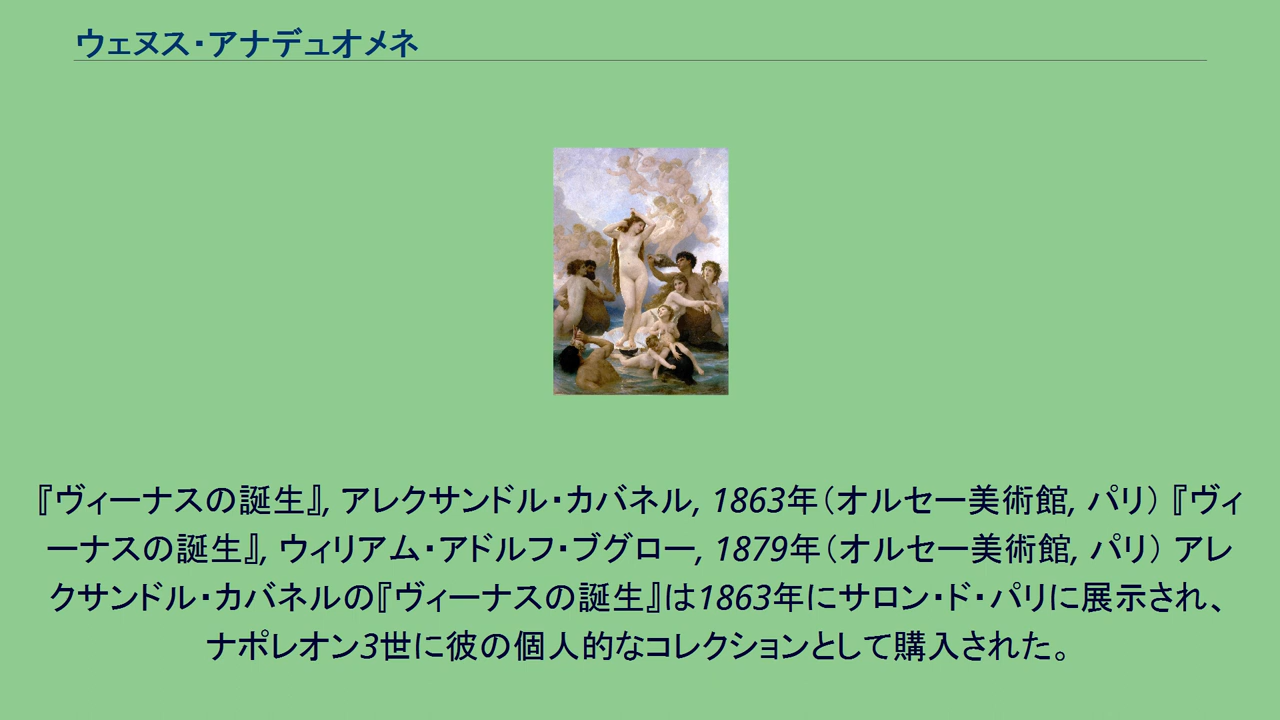 ウェヌス・アナデュオメネ
『ヴィーナスの誕生』, アレクサンドル・カバネル, 1863年（オルセー美術館, パリ） 『ヴィ
ーナスの誕生』, ウィリアム・アドルフ・ブグロー, 1879年（オルセー美術館, パリ） アレ
クサンドル・カバネルの『ヴィーナスの誕生』は1863年にサロン・ド・パリに展示され、
ナポレオン3世に彼の個人的なコレクションとして購入された。